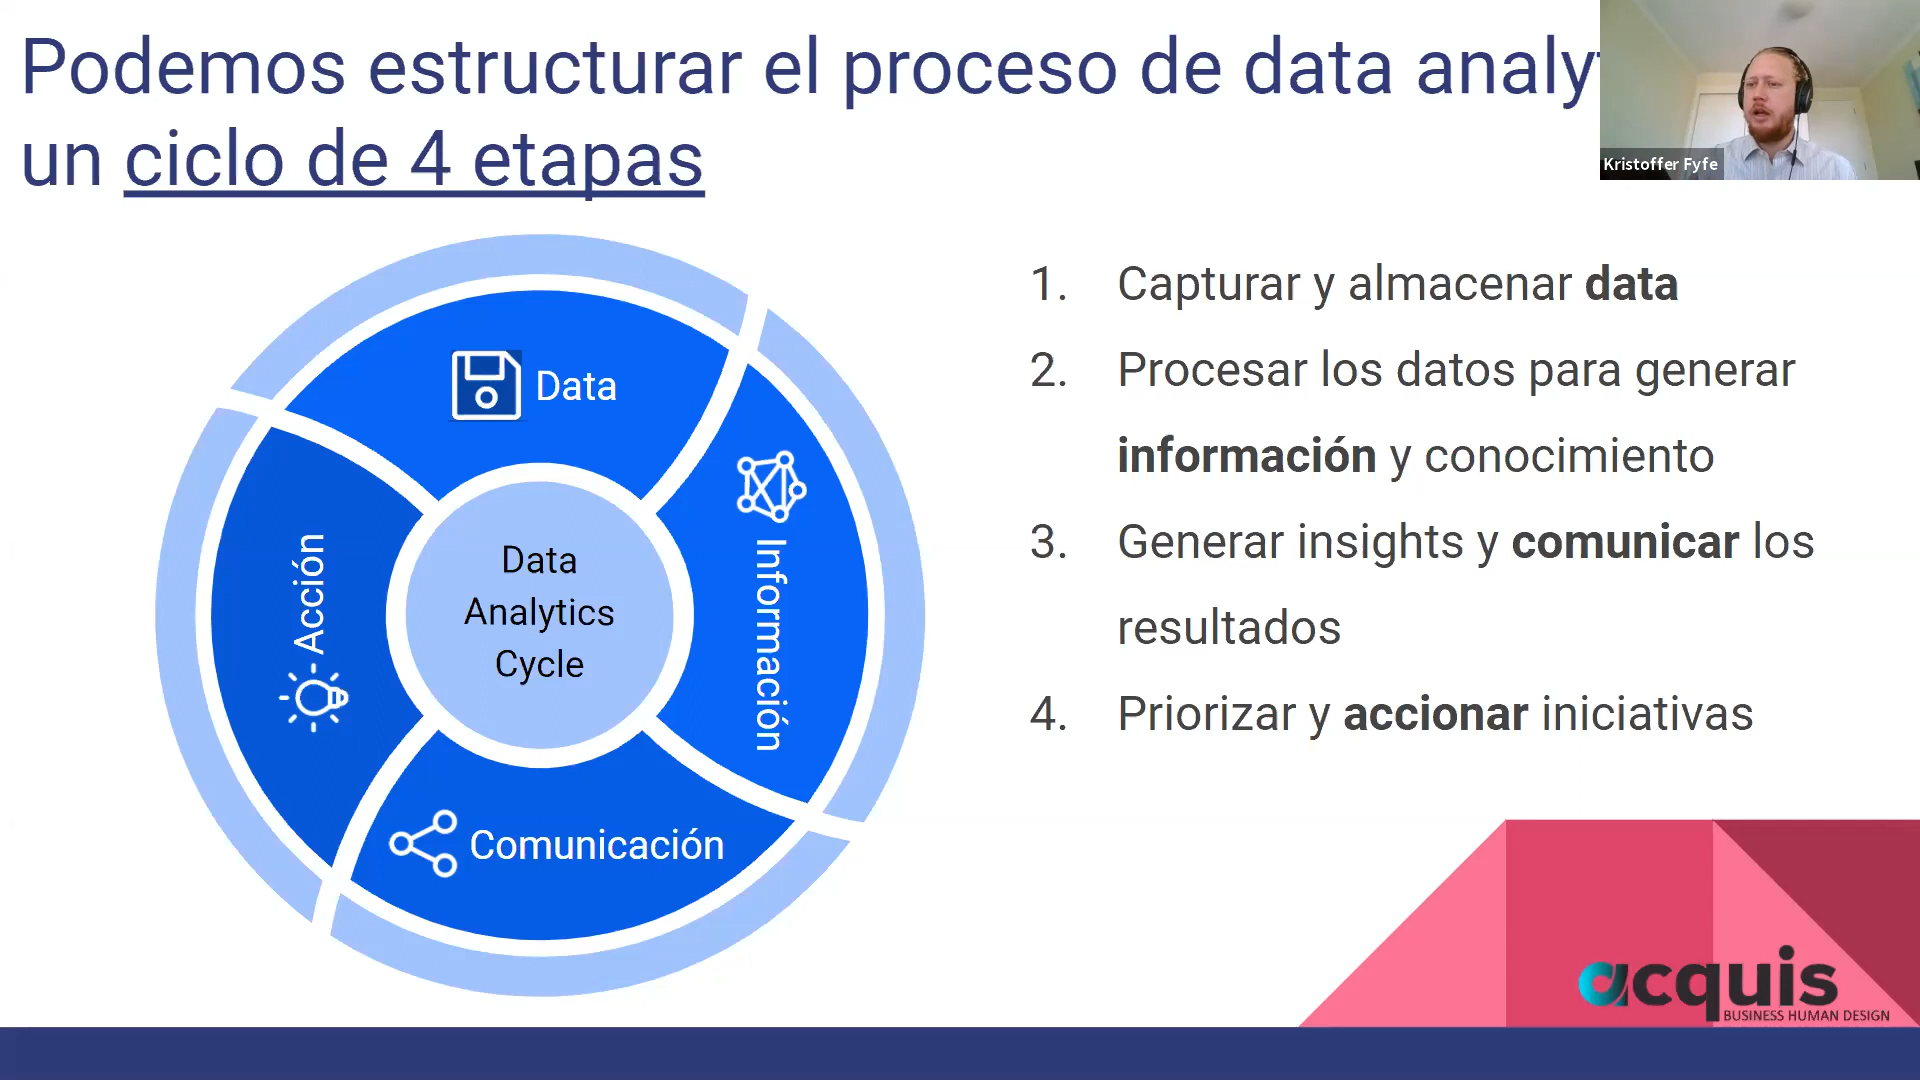 Podemos estructurar el proceso de data
un ciclo de 4 etapas
Kristoffer Fyfe
Data
Información
Comunicación
Acción
Data
Analytics
Cycle
1. Capturar y almacenar data
2. Procesar los datos para generar
información y conocimiento
3. Generar insights y comunicar los
resultados
4. Priorizar y accionar iniciativas
acquis
BUSINESS HUMAN DESIGN